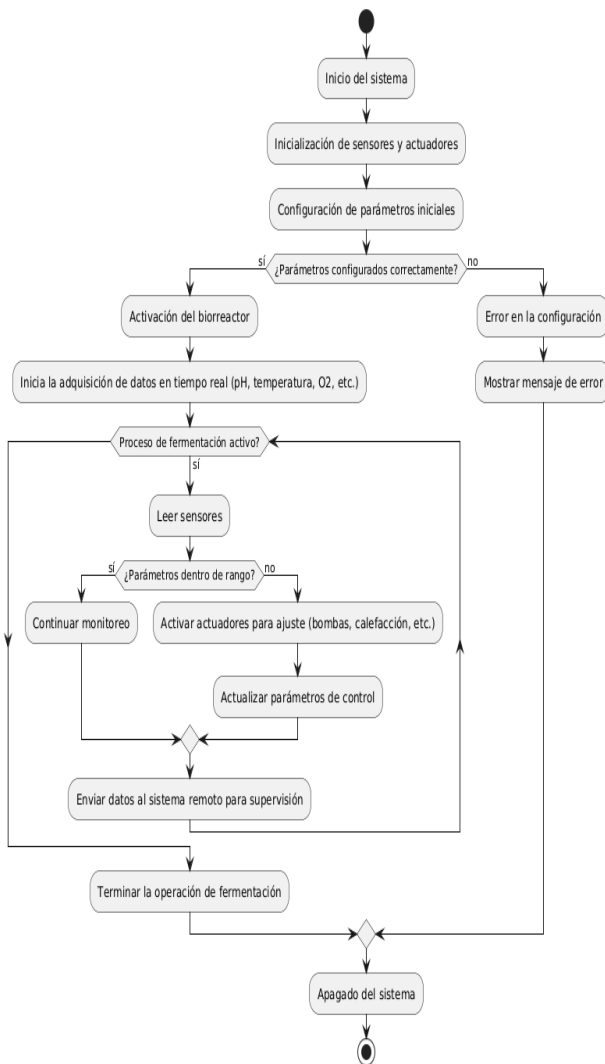 Inicio del sistema
Inicialización de sensores y actuadores
Configuración de parámetros iniciales
sí
¿Parámetros configurados correctamente?
no
Activación del biorreactor
Error en la configuración
Inicia la adquisición de datos en tiempo real (pH, temperatura, O2, etc.)
Mostrar mensaje de error
Proceso de fermentación activo?
sí
Leer sensores
sí
¿Parámetros dentro de rango?
no
Continuar monitoreo
Activar actuadores para ajuste (bombas, calefacción, etc.)
Actualizar parámetros de control
Enviar datos al sistema remoto para supervisión
Terminar la operación de fermentación
Apagado del sistema